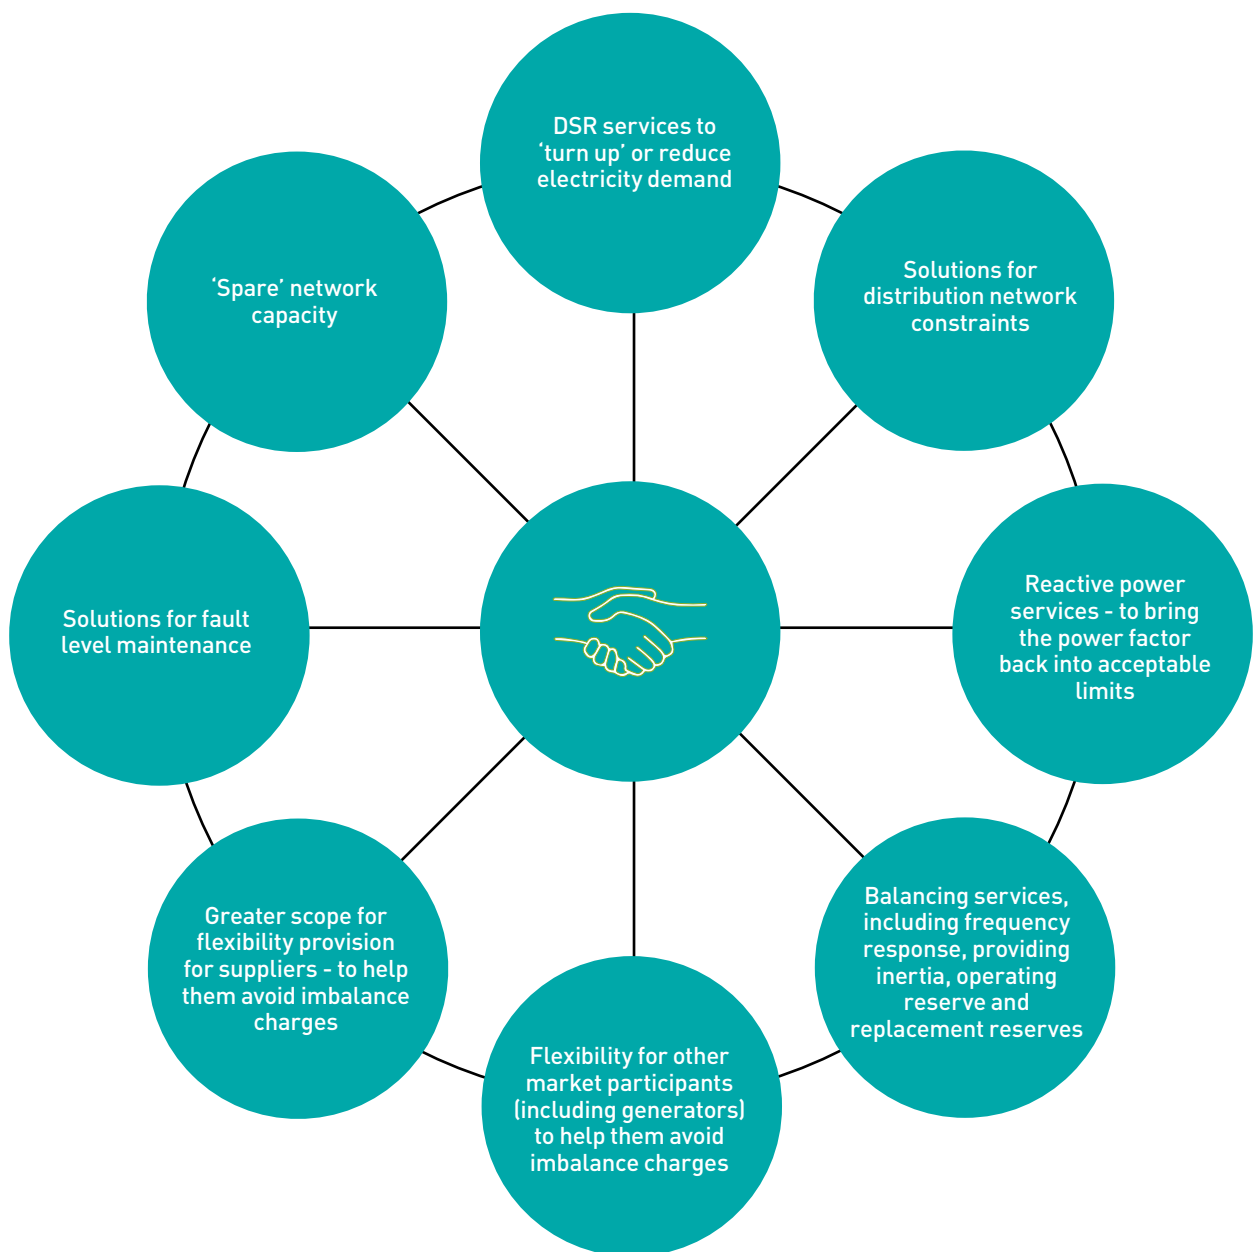 DSR services to
‘turn up’ or reduce
electricity demand
Solutions for
distribution network
constraints
Reactive power
services - to bring
the power factor
back into acceptable
limits
Balancing services,
including frequency
response, providing
inertia, operating
reserve and
replacement reserves
Flexibility for other
market participants
(including generators)
to help them avoid
imbalance charges
Greater scope for
flexibility provision
for suppliers - to help
them avoid imbalance
charges
Solutions for fault
level maintenance
‘Spare’ network
capacity